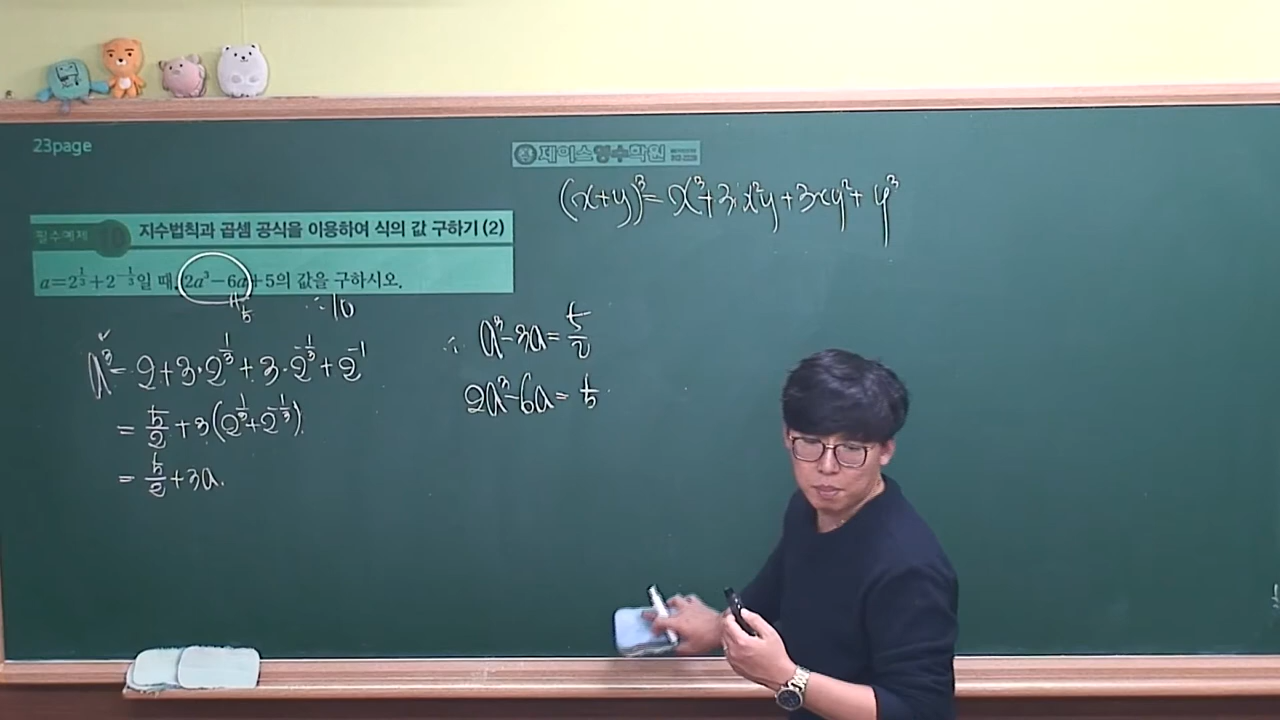 23page
제이스영수학원
(x+y)³=x³+3·x²y+3xy²+y³
필수예제 10 지수법칙과 곱셈 공식을 이용하여 식의 값 구하기 (2)
a=2^{1/3}+2^{-1/3}일 때, 2a³-6a+5의 값을 구하시오.
5 ∴10
a³=2+3·2^{1/3}+3·2^{-1/3}+2^{-1}
=5/2+3(2^{1/3}+2^{-1/3}).
=5/2+3a.
∴ a³-3a=5/2
2a³-6a=5.